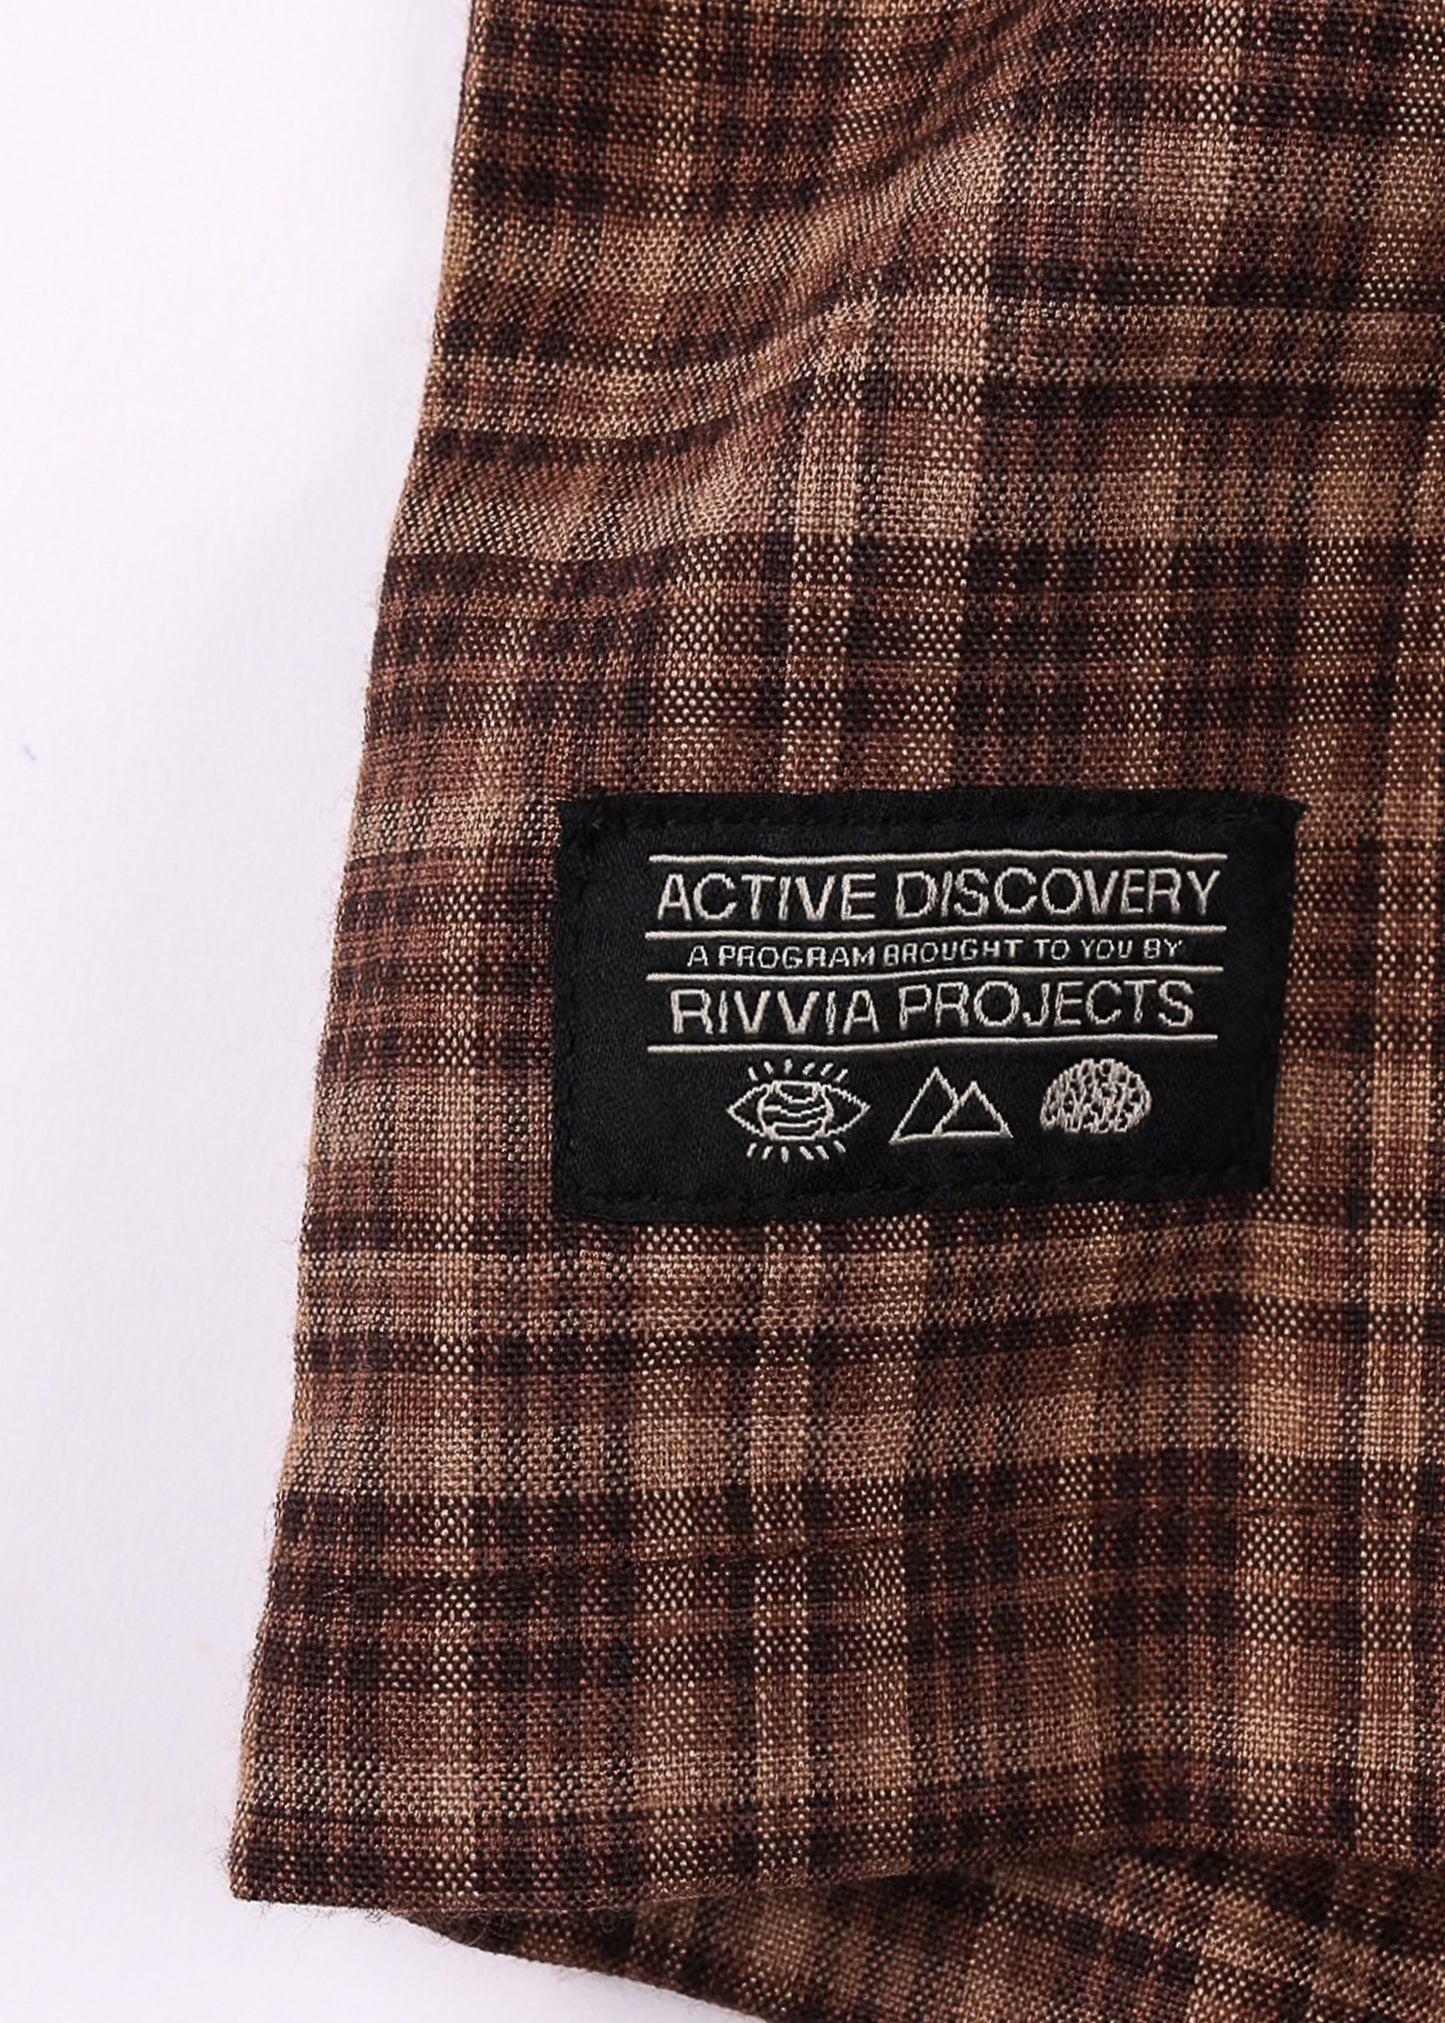 ACTIVE DISCOVERY
A PROGRAM BROUGHT TO YOU BY
RIVVIA PROJECTS